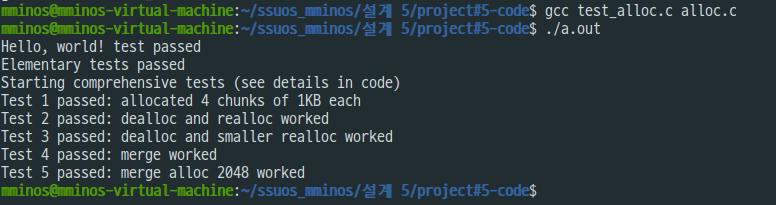 mminos@mminos-virtual-machine:~/ssuos_mminos/설계 5/project#5-code$ gcc test_alloc.c alloc.c
mminos@mminos-virtual-machine:~/ssuos_mminos/설계 5/project#5-code$ ./a.out
Hello, world! test passed
Elementary tests passed
Starting comprehensive tests (see details in code)
Test 1 passed: allocated 4 chunks of 1KB each
Test 2 passed: dealloc and realloc worked
Test 3 passed: dealloc and smaller realloc worked
Test 4 passed: merge worked
Test 5 passed: merge alloc 2048 worked
mminos@mminos-virtual-machine:~/ssuos_mminos/설계 5/project#5-code$